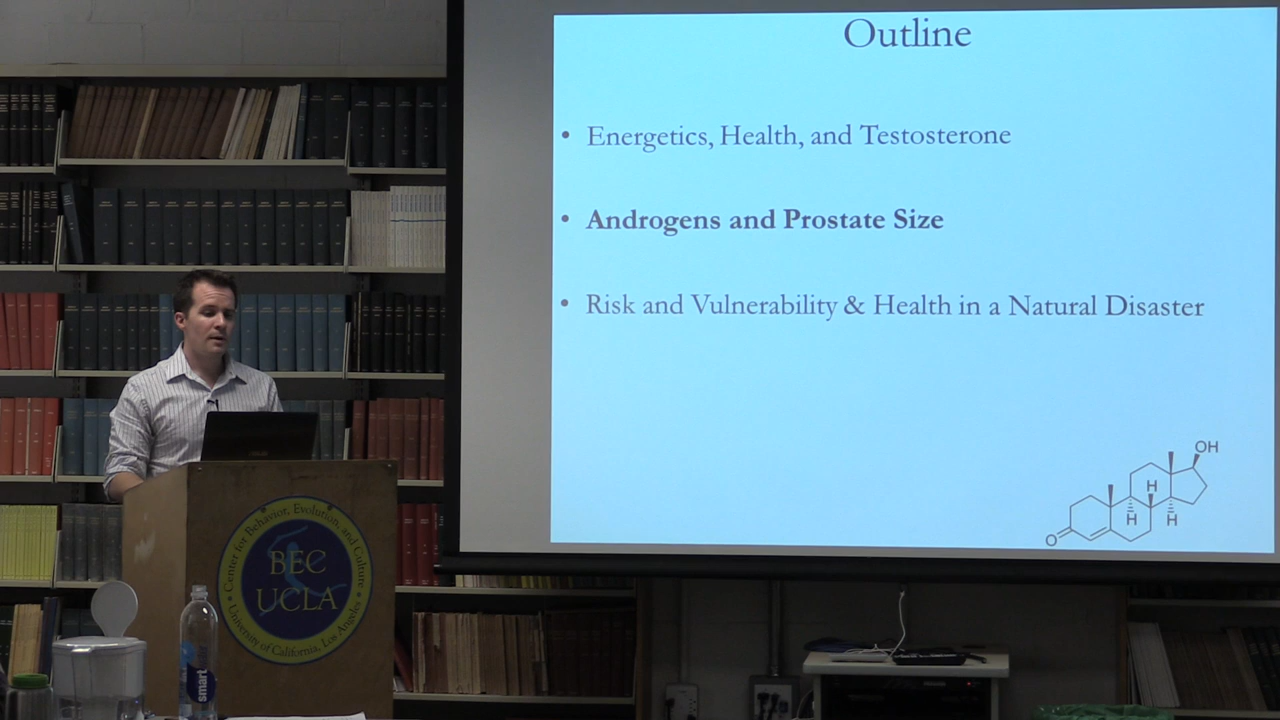 Outline
• Energetics, Health, and Testosterone
• Androgens and Prostate Size
• Risk and Vulnerability & Health in a Natural Disaster
OH
H
H
H
O
Center for Behavior, Evolution, and Culture
BEC
UCLA
• University of California, Los Angeles •
smart